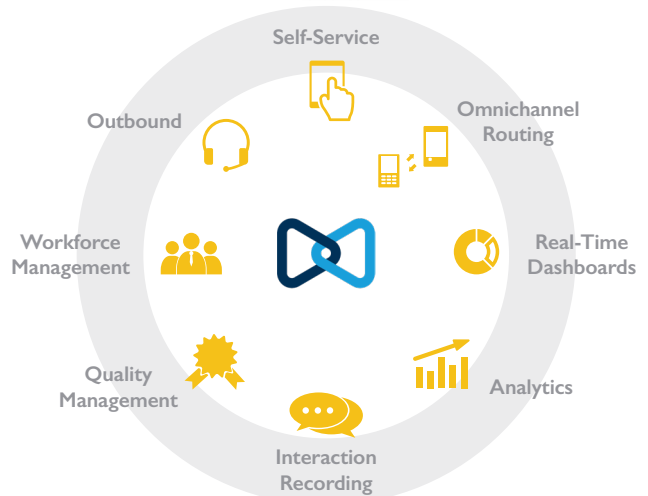 Self-Service
Omnichannel
Routing
Real-Time
Dashboards
Analytics
Interaction
Recording
Quality
Management
Workforce
Management
Outbound